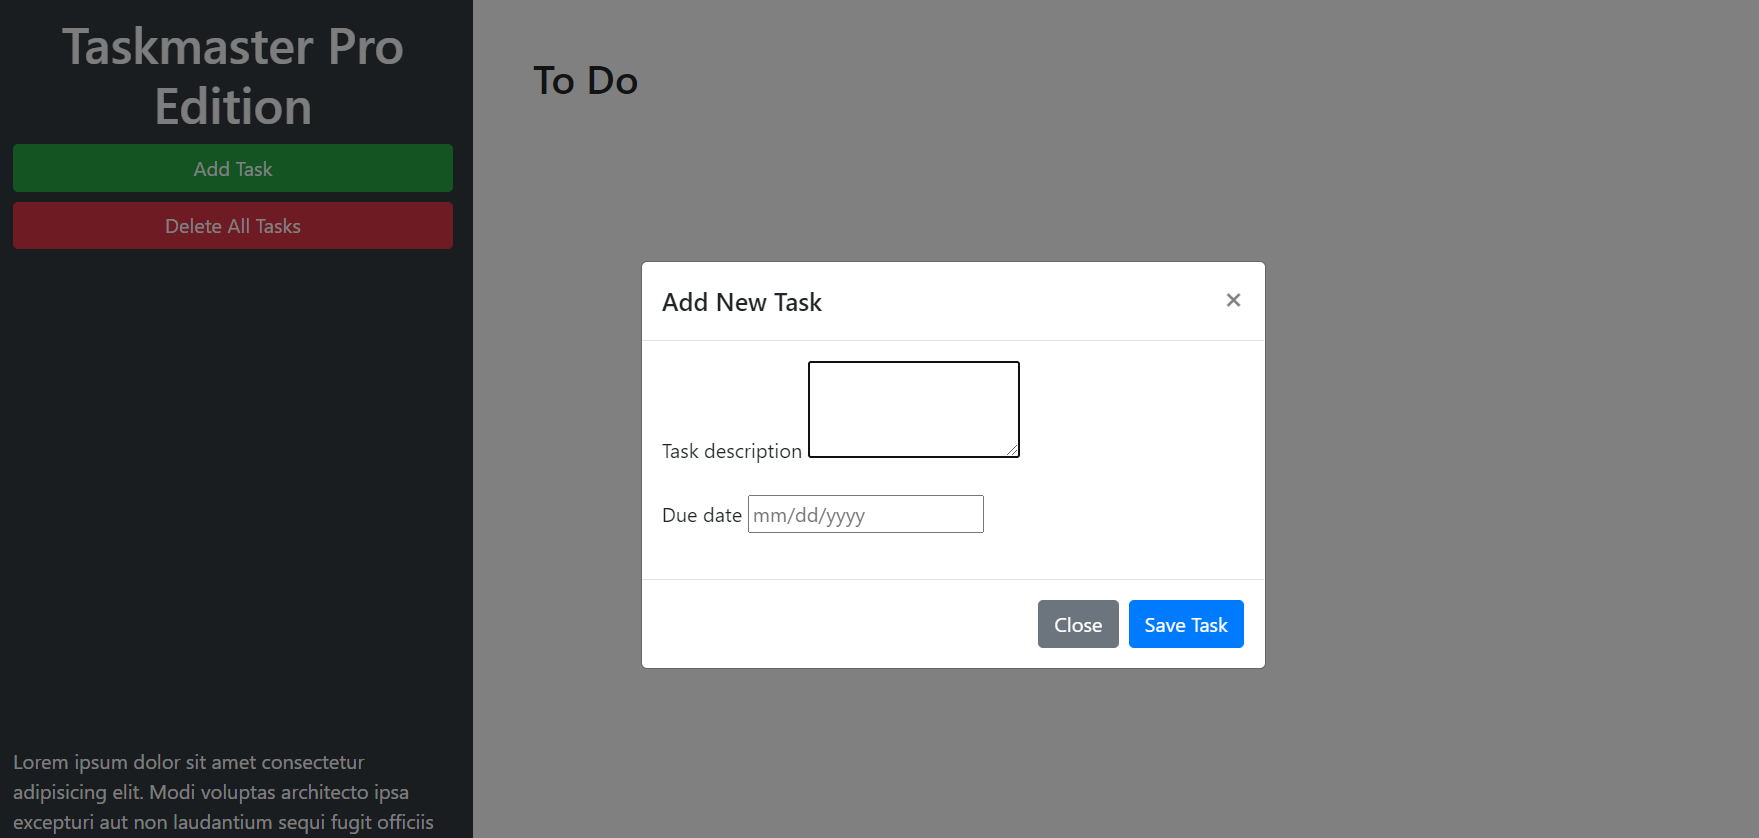 Taskmaster Pro
Edition
Add Task
Delete All Tasks
Lorem ipsum dolor sit amet consectetur
adipisicing elit. Modi voluptas architecto ipsa
excepturi aut non laudantium sequi fugit officiis
To Do
Add New Task ×
Task description
Due date mm/dd/yyyy
Close Save Task